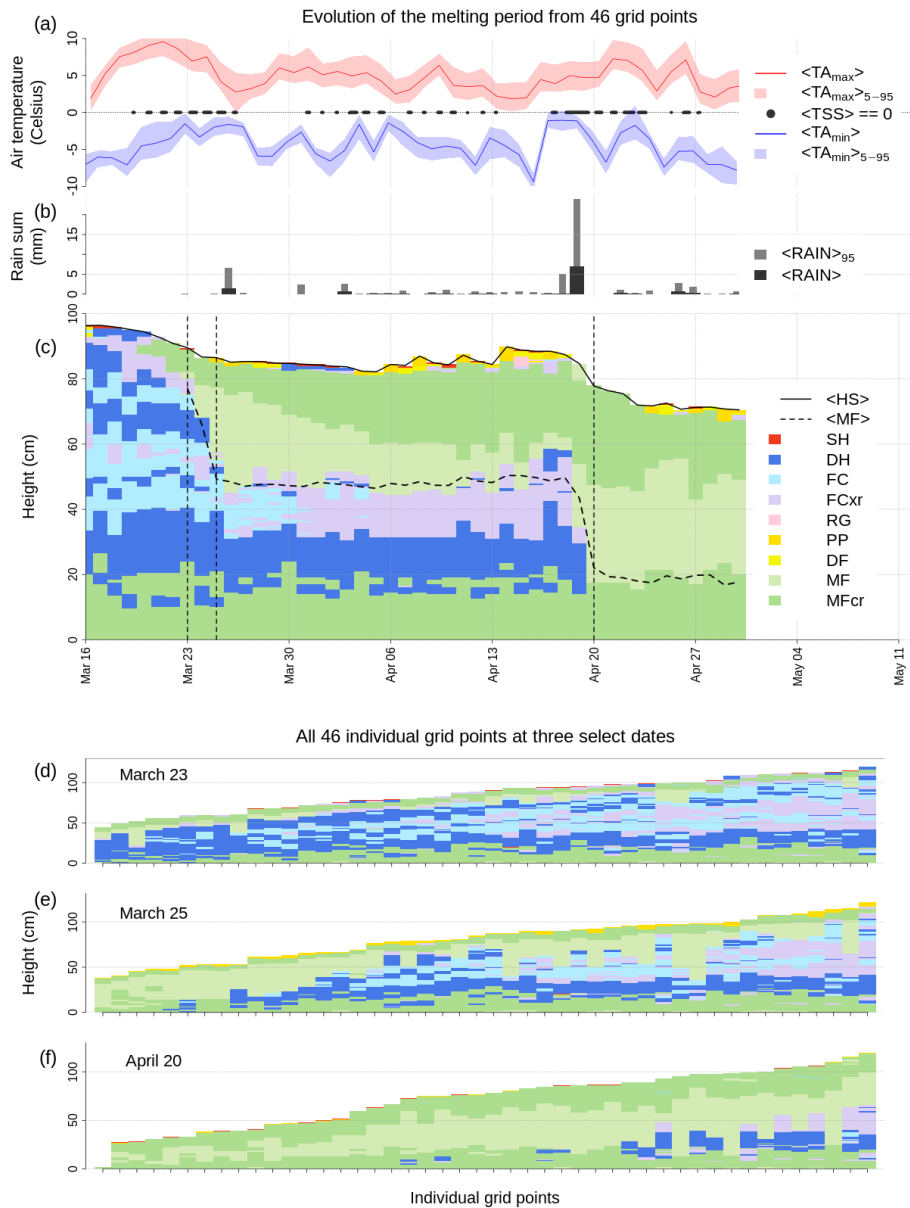 Evolution of the melting period from 46 grid points
(a)
Air temperature
(Celsius)
10
5
0
-5
-10
<TAmax>
<TAmax>5−95
<TSS> == 0
<TAmin>
<TAmin>5−95
(b)
Rain sum
(mm)
15
5
0
<RAIN>95
<RAIN>
(c)
Height (cm)
100
80
60
40
20
0
<HS>
<MF>
SH
DH
FC
FCxr
RG
PP
DF
MF
MFcr
Mar 16
Mar 23
Mar 30
Apr 06
Apr 13
Apr 20
Apr 27
May 04
May 11
All 46 individual grid points at three select dates
(d)
March 23
100
50
0
(e)
March 25
Height (cm)
100
50
0
(f)
April 20
100
50
0
Individual grid points